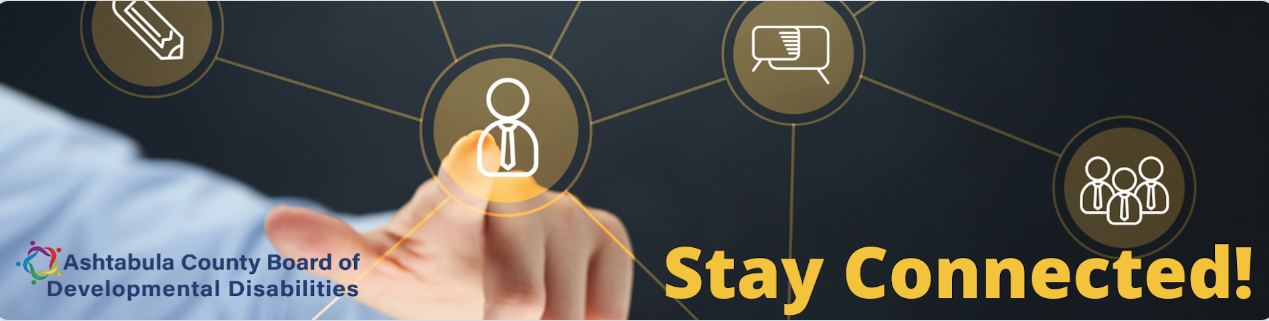 Ashtabula County Board of
Developmental Disabilities
Stay Connected!